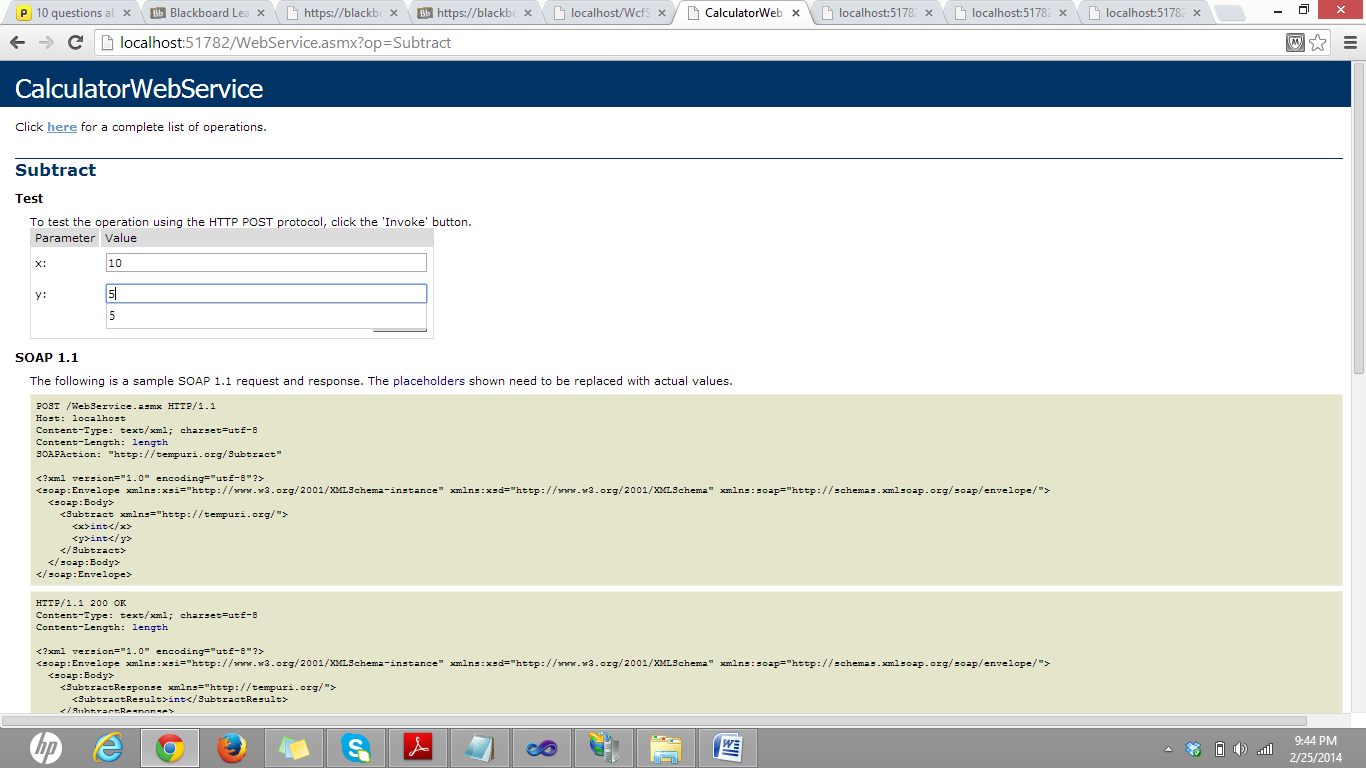 10 questions ab
Blackboard Lea
https://blackbo
https://blackbo
localhost/WcfS
CalculatorWeb
localhost:51782
localhost:51782
localhost:51782
localhost:51782/WebService.asmx?op=Subtract
CalculatorWebService
Click here for a complete list of operations.
Subtract
Test
To test the operation using the HTTP POST protocol, click the 'Invoke' button.
Parameter Value
x: 10
y: 5
5
SOAP 1.1
The following is a sample SOAP 1.1 request and response. The placeholders shown need to be replaced with actual values.
POST /WebService.asmx HTTP/1.1
Host: localhost
Content-Type: text/xml; charset=utf-8
Content-Length: length
SOAPAction: "http://tempuri.org/Subtract"
<?xml version="1.0" encoding="utf-8"?>
<soap:Envelope xmlns:xsi="http://www.w3.org/2001/XMLSchema-instance" xmlns:xsd="http://www.w3.org/2001/XMLSchema" xmlns:soap="http://schemas.xmlsoap.org/soap/envelope/">
<soap:Body>
<Subtract xmlns="http://tempuri.org/">
<x>int</x>
<y>int</y>
</Subtract>
</soap:Body>
</soap:Envelope>
HTTP/1.1 200 OK
Content-Type: text/xml; charset=utf-8
Content-Length: length
<?xml version="1.0" encoding="utf-8"?>
<soap:Envelope xmlns:xsi="http://www.w3.org/2001/XMLSchema-instance" xmlns:xsd="http://www.w3.org/2001/XMLSchema" xmlns:soap="http://schemas.xmlsoap.org/soap/envelope/">
<soap:Body>
<SubtractResponse xmlns="http://tempuri.org/">
<SubtractResult>int</SubtractResult>
</SubtractResponse>
9:44 PM
2/25/2014